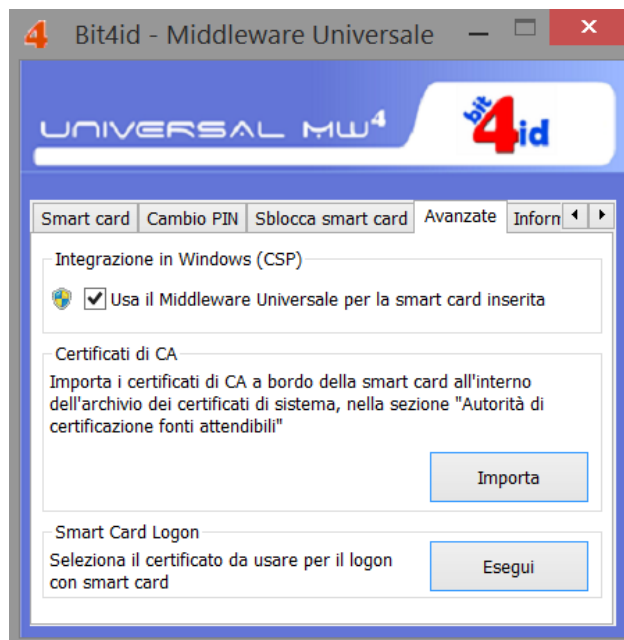 4 Bit4id - Middleware Universale
UNIVERSAL MW4
bit4id
Smart card Cambio PIN Sblocca smart card Avanzate Inform
Integrazione in Windows (CSP)
Usa il Middleware Universale per la smart card inserita
Certificati di CA
Importa i certificati di CA a bordo della smart card all'interno
dell'archivio dei certificati di sistema, nella sezione "Autorità di
certificazione fonti attendibili"
Importa
Smart Card Logon
Seleziona il certificato da usare per il logon
con smart card
Esegui